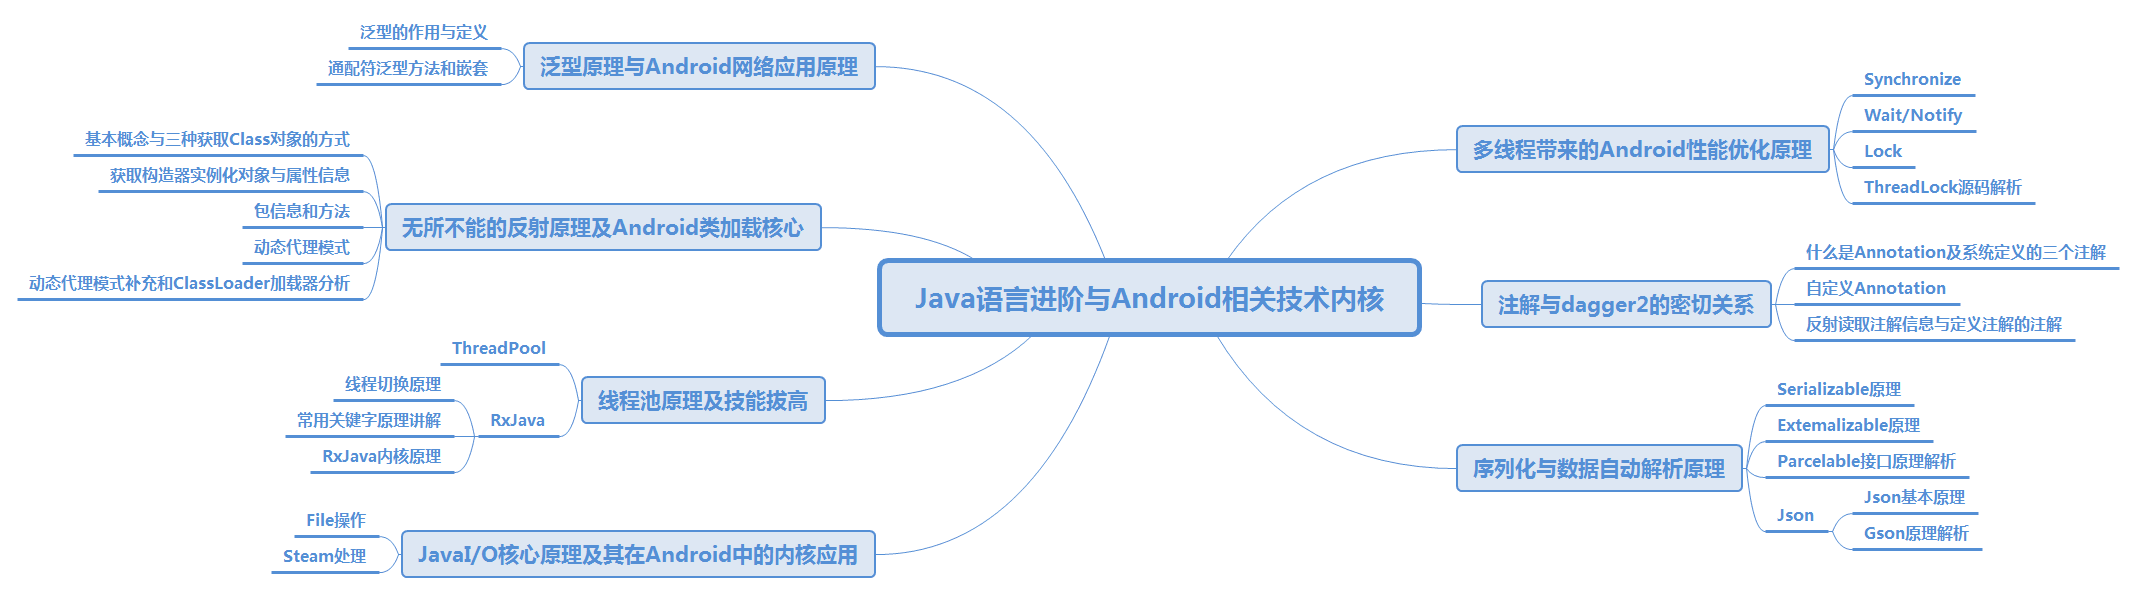 Java语言进阶与Android相关技术内核
泛型原理与Android网络应用原理
泛型的作用与定义
通配符泛型方法和嵌套
无所不能的反射原理及Android类加载核心
基本概念与三种获取Class对象的方式
获取构造器实例化对象与属性信息
包信息和方法
动态代理模式
动态代理模式补充和ClassLoader加载器分析
线程池原理及技能拔高
ThreadPool
RxJava
线程切换原理
常用关键字原理讲解
RxJava内核原理
JavaI/O核心原理及其在Android中的内核应用
File操作
Steam处理
多线程带来的Android性能优化原理
Synchronize
Wait/Notify
Lock
ThreadLock源码解析
注解与dagger2的密切关系
什么是Annotation及系统定义的三个注解
自定义Annotation
反射读取注解信息与定义注解的注解
序列化与数据自动解析原理
Serializable原理
Extemalizable原理
Parcelable接口原理解析
Json
Json基本原理
Gson原理解析